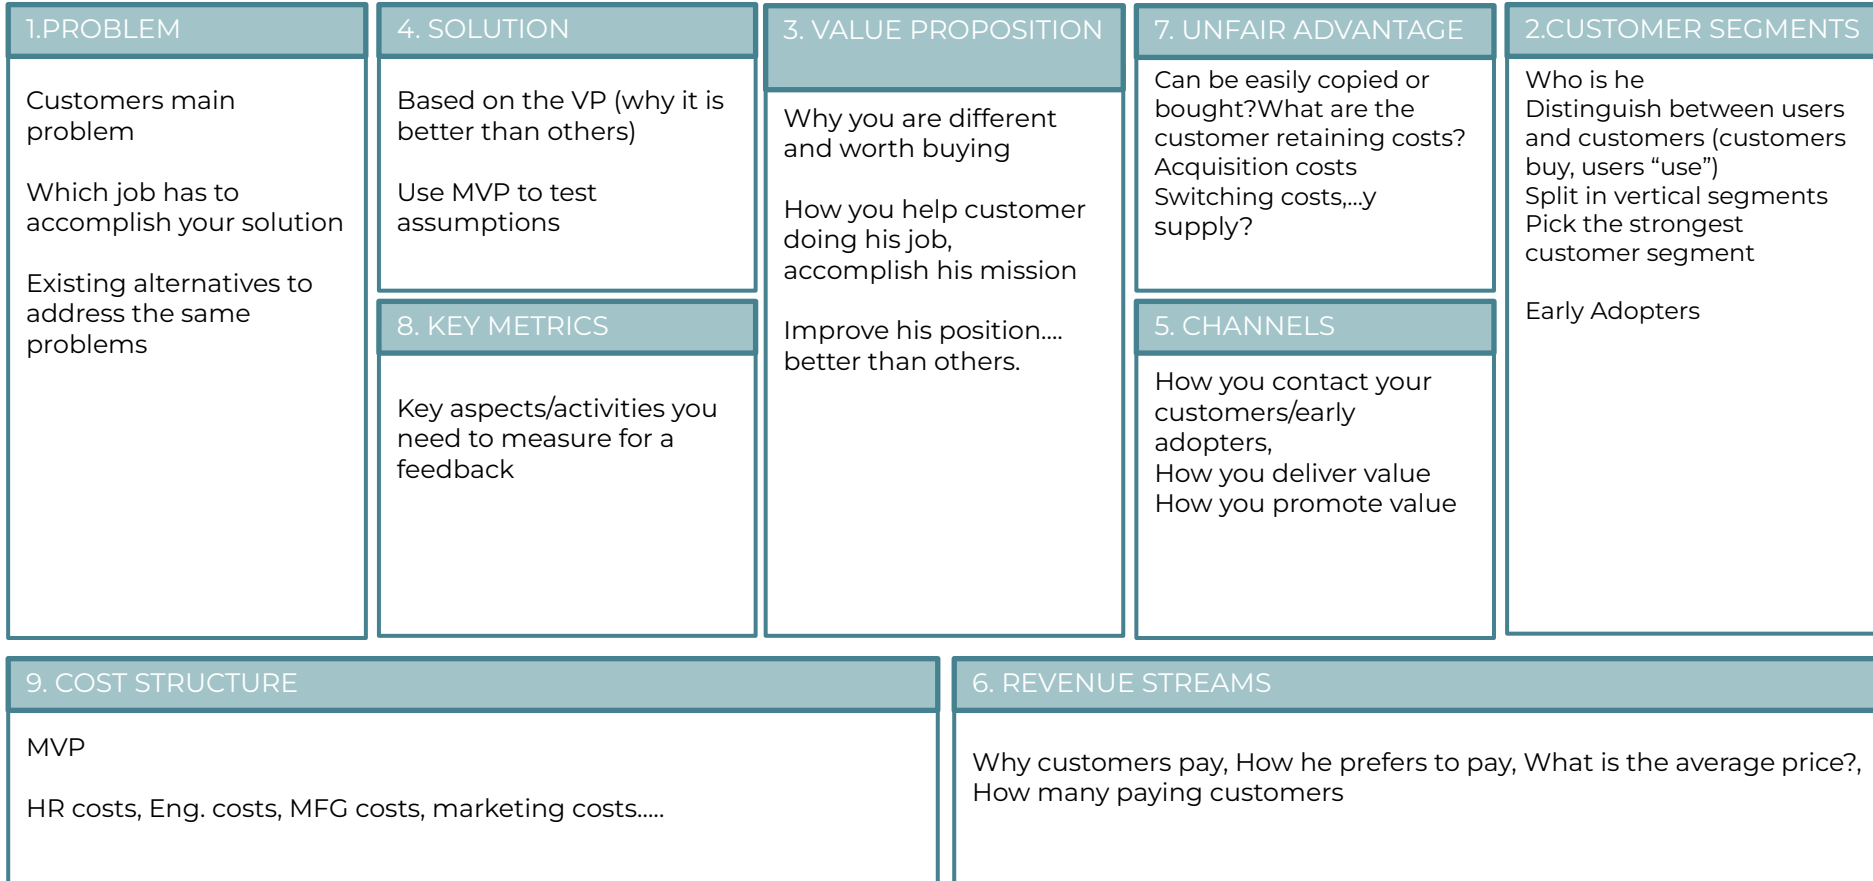 1.PROBLEM
Customers main
problem
Which job has to
accomplish your solution
Existing alternatives to
address the same
problems
4. SOLUTION
Based on the VP (why it is
better than others)
Use MVP to test
assumptions
8. KEY METRICS
Key aspects/activities you
need to measure for a
feedback
3. VALUE PROPOSITION
Why you are different
and worth buying
How you help customer
doing his job,
accomplish his mission
Improve his position....
better than others.
7. UNFAIR ADVANTAGE
Can be easily copied or
bought?What are the
customer retaining costs?
Acquisition costs
Switching costs,...y
supply?
5. CHANNELS
How you contact your
customers/early
adopters,
How you deliver value
How you promote value
2.CUSTOMER SEGMENTS
Who is he
Distinguish between users
and customers (customers
buy, users “use”)
Split in vertical segments
Pick the strongest
customer segment
Early Adopters
9. COST STRUCTURE
MVP
HR costs, Eng. costs, MFG costs, marketing costs.....
6. REVENUE STREAMS
Why customers pay, How he prefers to pay, What is the average price?,
How many paying customers